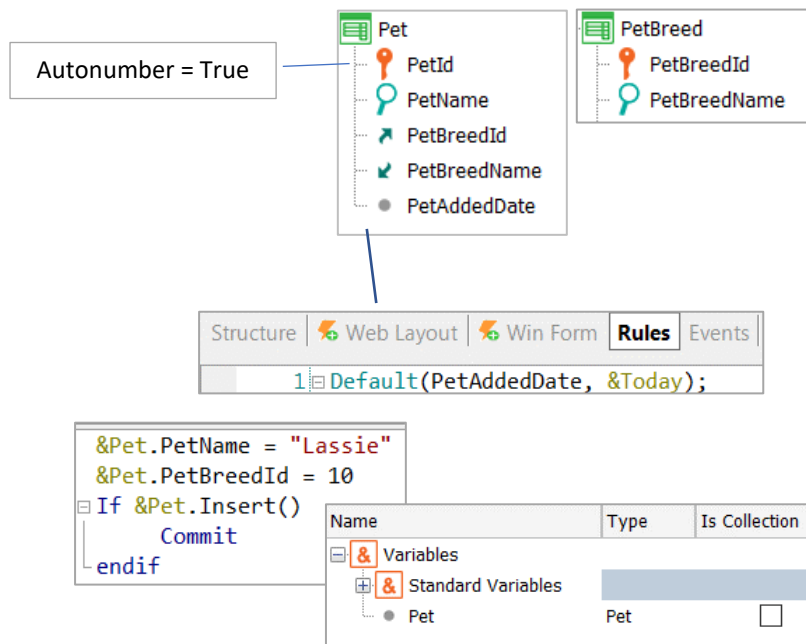 Autonumber = True
Pet
PetId
PetName
PetBreedId
PetBreedName
PetAddedDate
PetBreed
PetBreedId
PetBreedName
Structure Web Layout Win Form Rules Events
1 Default(PetAddedDate, &Today);
&Pet.PetName = "Lassie"
&Pet.PetBreedId = 10
If &Pet.Insert()
Commit
endif
Name Type Is Collection
& Variables
& Standard Variables
Pet Pet